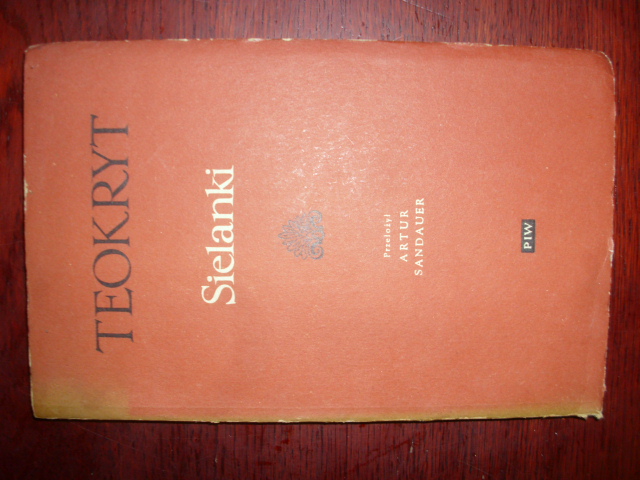 TEOKRYT
Sielanki
Przełożył
ARTUR
SANDAUER
PIW